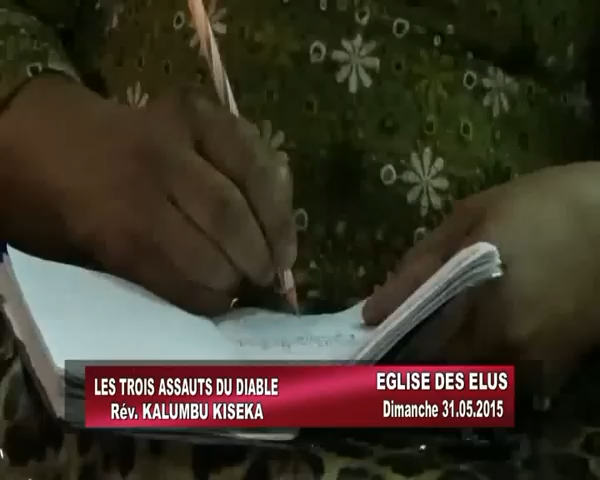 LES TROIS ASSAUTS DU DIABLE
Rév. KALUMBU KISEKA
EGLISE DES ELUS
Dimanche 31.05.2015